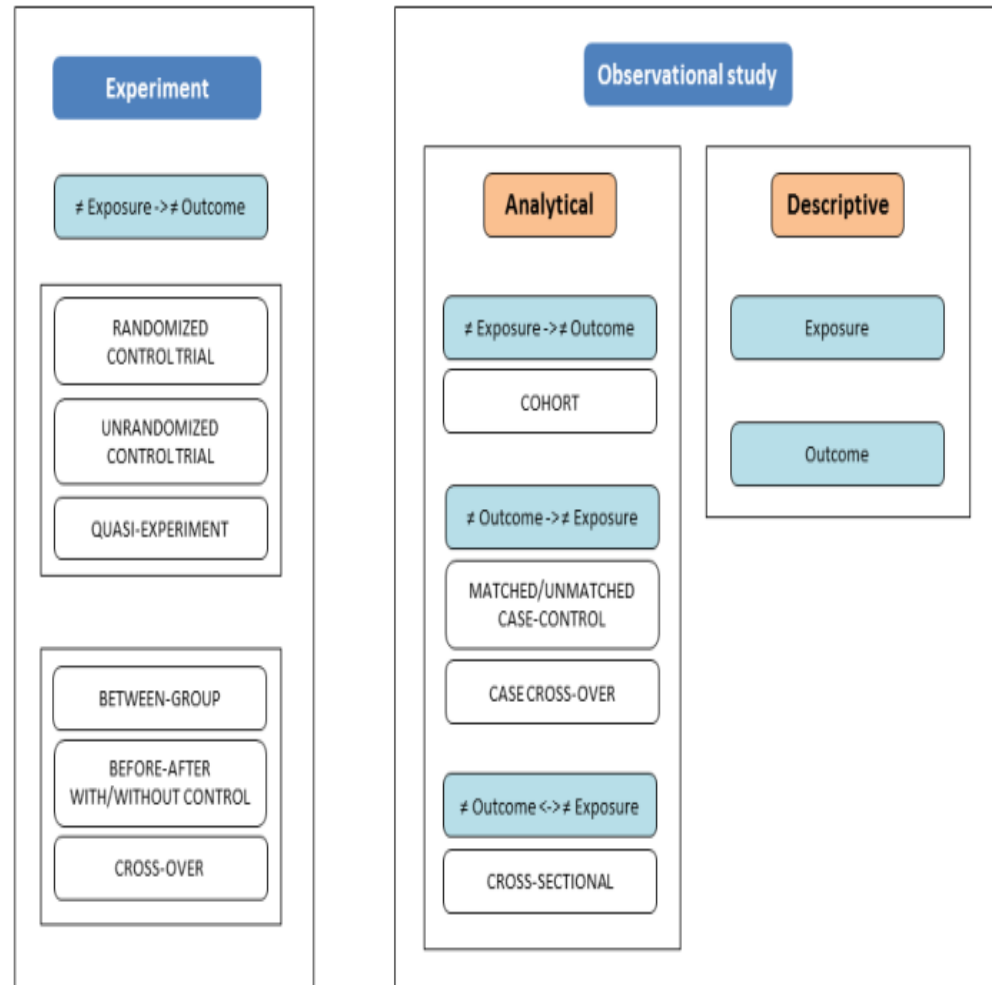 Experiment
≠ Exposure -> ≠ Outcome
RANDOMIZED
CONTROL TRIAL
UNRANDOMIZED
CONTROL TRIAL
QUASI-EXPERIMENT
BETWEEN-GROUP
BEFORE-AFTER
WITH/WITHOUT CONTROL
CROSS-OVER
Observational study
Analytical
≠ Exposure -> ≠ Outcome
COHORT
≠ Outcome -> ≠ Exposure
MATCHED/UNMATCHED
CASE-CONTROL
CASE CROSS-OVER
≠ Outcome <-> ≠ Exposure
CROSS-SECTIONAL
Descriptive
Exposure
Outcome